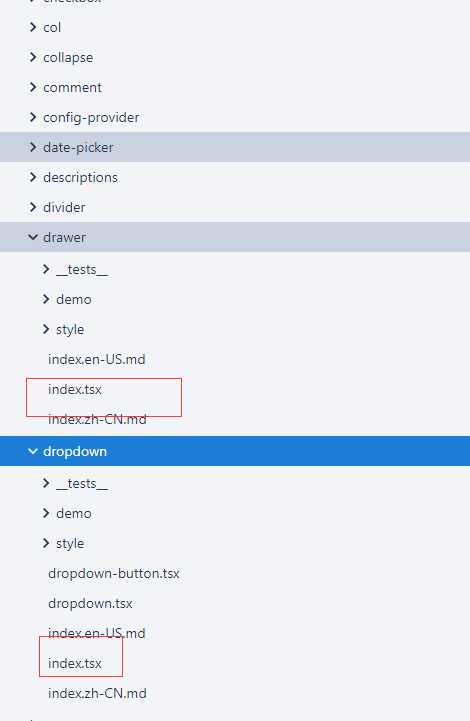 checkbox
col
collapse
comment
config-provider
date-picker
descriptions
divider
drawer
__tests__
demo
style
index.en-US.md
index.tsx
index.zh-CN.md
dropdown
__tests__
demo
style
dropdown-button.tsx
dropdown.tsx
index.en-US.md
index.tsx
index.zh-CN.md